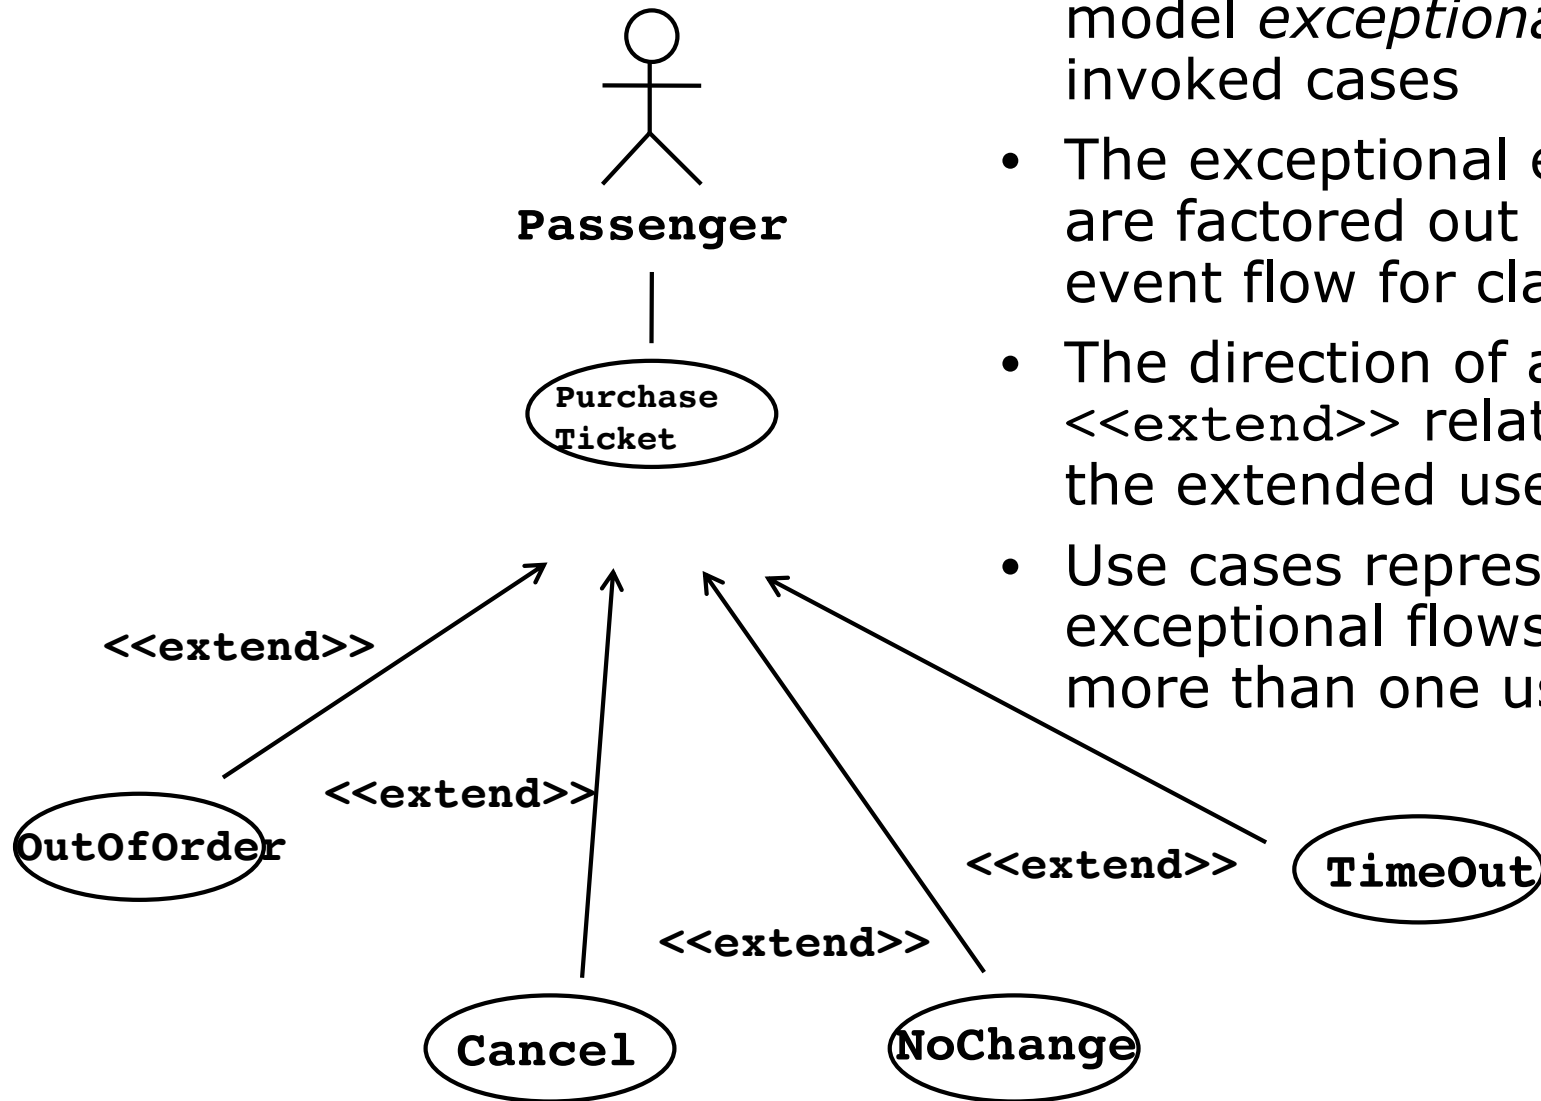 model exceptiona
invoked cases
• The exceptional e
are factored out
event flow for cla
• The direction of a
<<extend>> relat
the extended use
• Use cases repres
exceptional flows
more than one us
Passenger
Purchase
Ticket
<<extend>>
<<extend>>
<<extend>>
<<extend>>
OutOfOrder
TimeOut
Cancel
NoChange